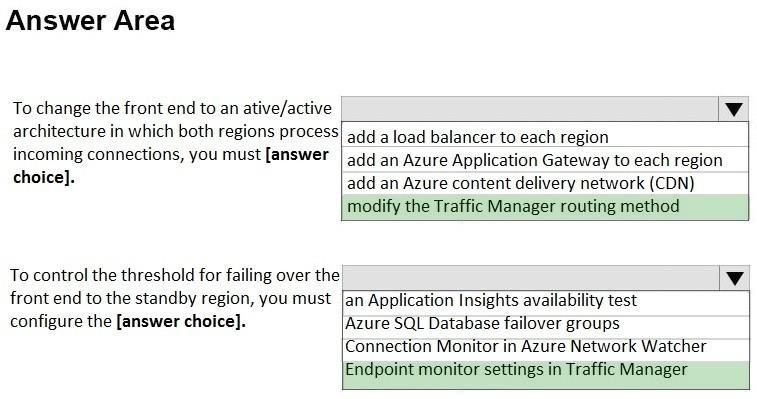 Answer Area
To change the front end to an ative/active
architecture in which both regions process
incoming connections, you must [answer
choice].
add a load balancer to each region
add an Azure Application Gateway to each region
add an Azure content delivery network (CDN)
modify the Traffic Manager routing method
To control the threshold for failing over the
front end to the standby region, you must
configure the [answer choice].
an Application Insights availability test
Azure SQL Database failover groups
Connection Monitor in Azure Network Watcher
Endpoint monitor settings in Traffic Manager